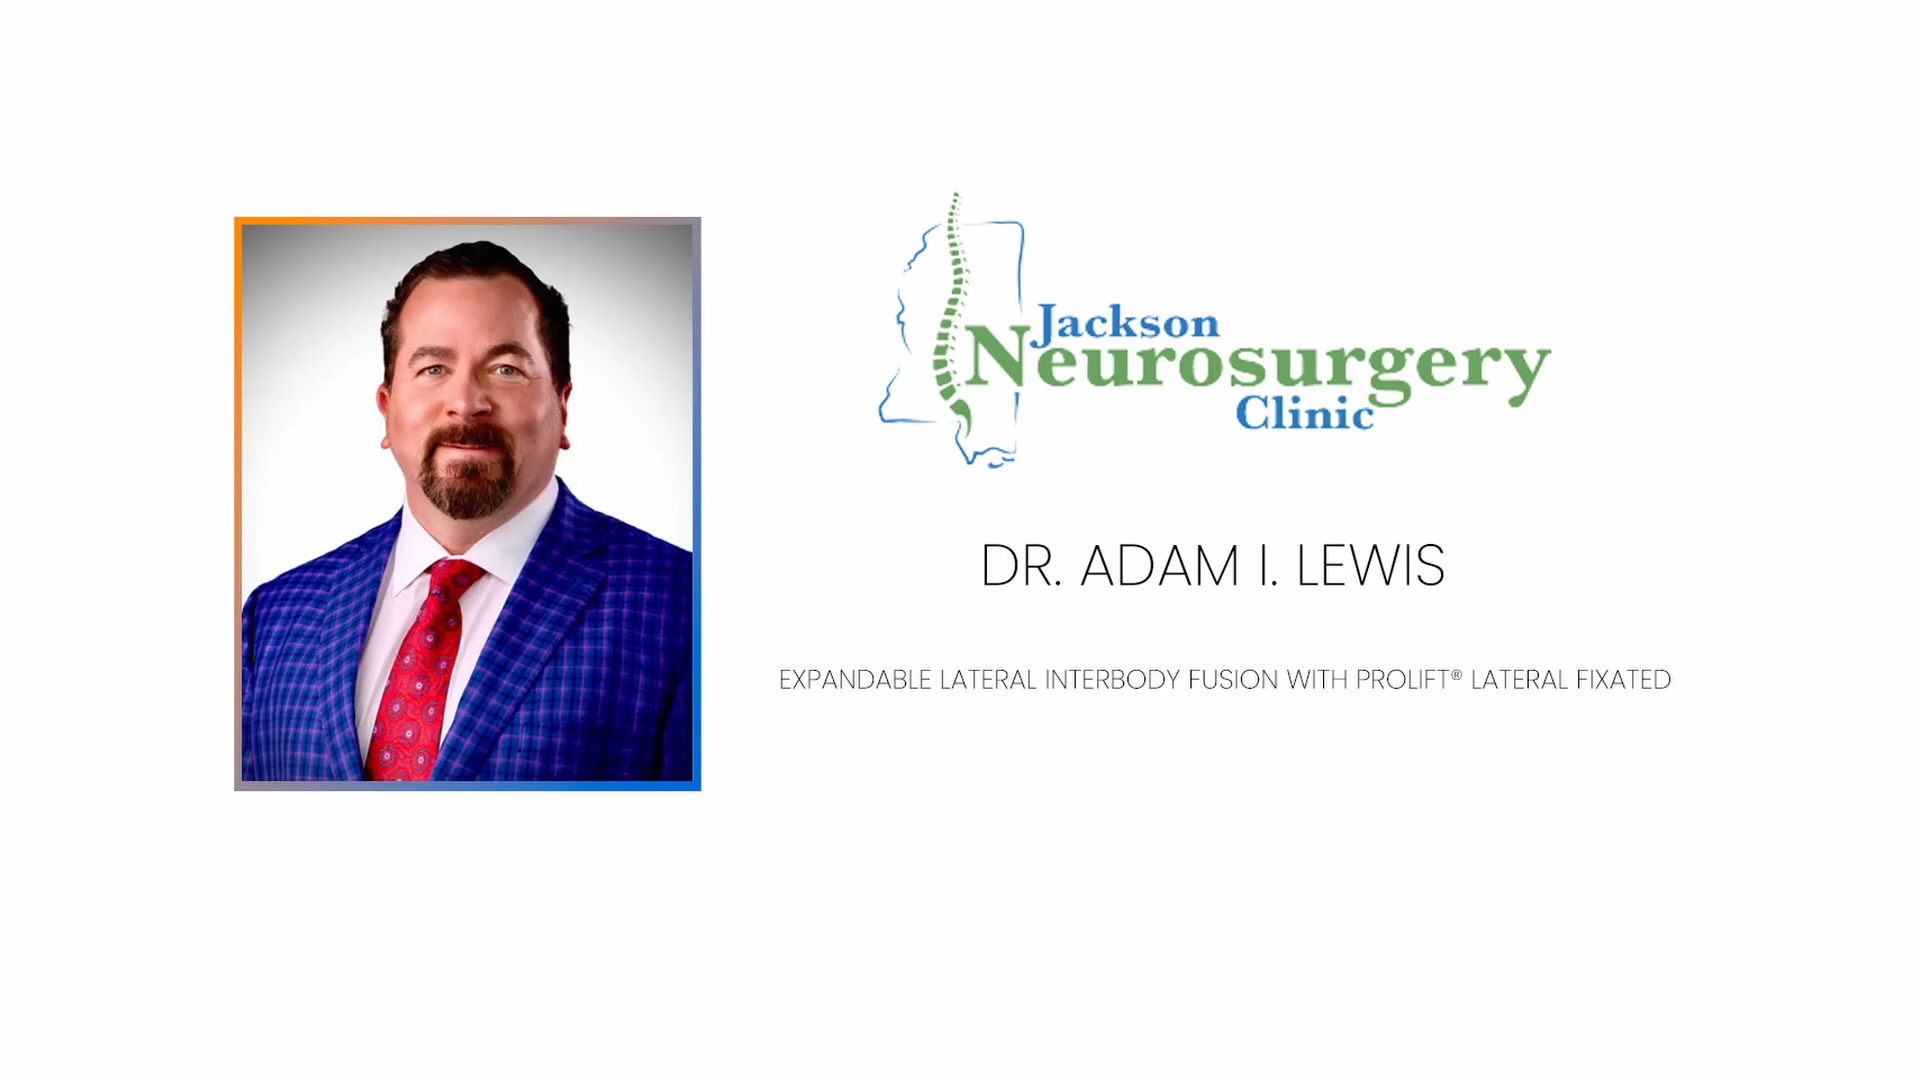 Jackson
Neurosurgery
Clinic
DR. ADAM I. LEWIS
EXPANDABLE LATERAL INTERBODY FUSION WITH PROLIFT® LATERAL FIXATED